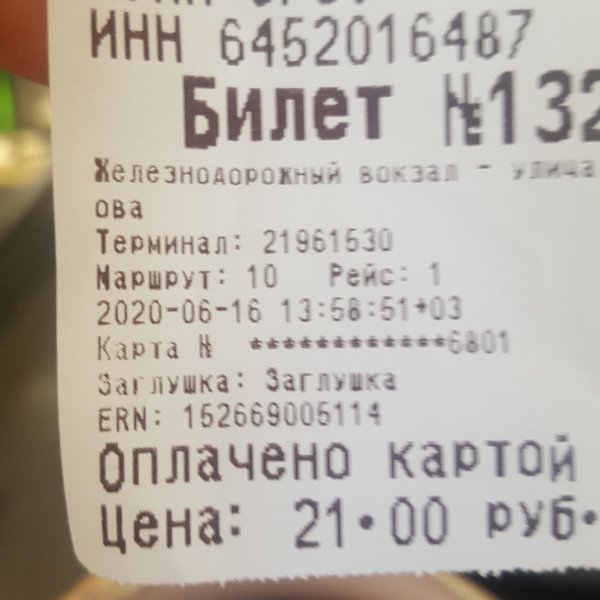 ИНН 6452016487
Билет №132
Железнодорожный вокзал - улица
ова
Терминал: 21961530
Маршрут: 10 Рейс: 1
2020-06-16 13:58:51+03
Карта № ************6801
Заглушка: Заглушка
ERN: 152669005114
Оплачено картой
Цена: 21.00 руб.